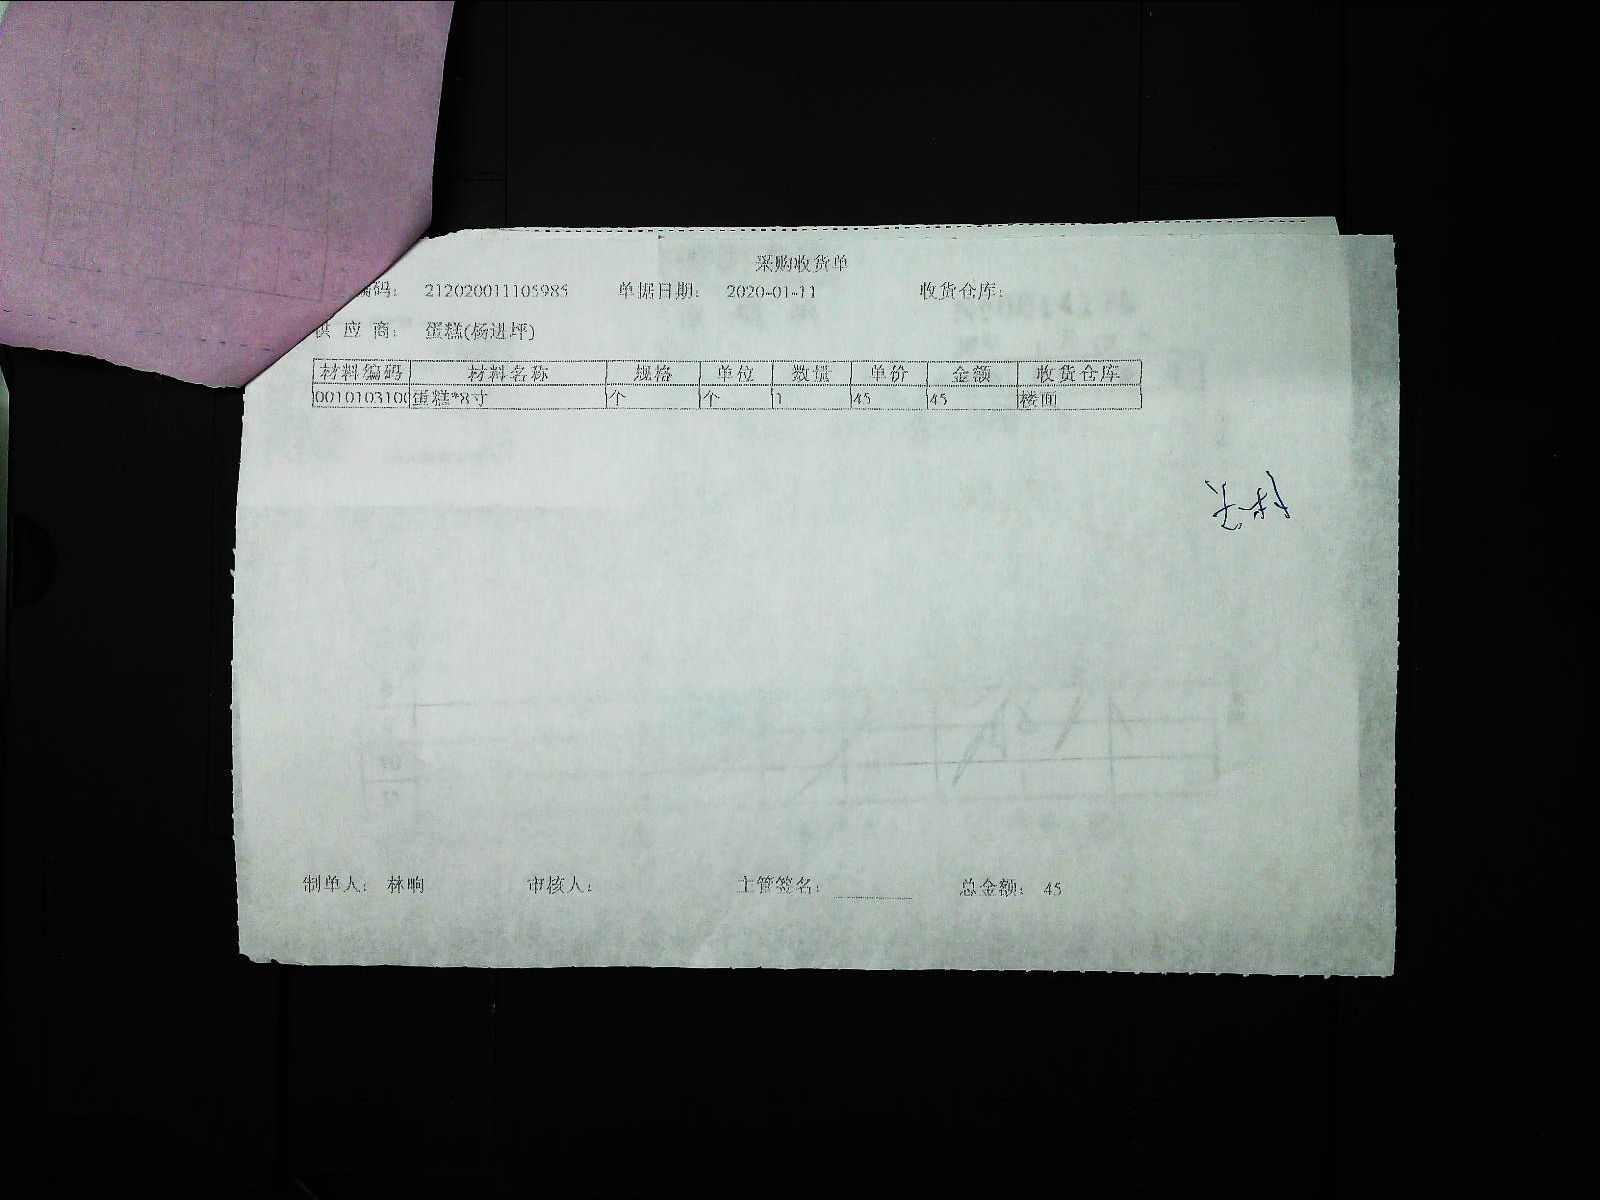 采购收货单
编码： 212020011105985 单据日期： 2020-01-11 收货仓库：
供 应 商： 蛋糕(杨进坪)
材料编码 材料名称 规格 单位 数量 单价 金额 收货仓库
0010103100 蛋糕*8寸 个 个 1 45 45 楼面
制单人： 林响 审核人： 主管签名： 总金额： 45